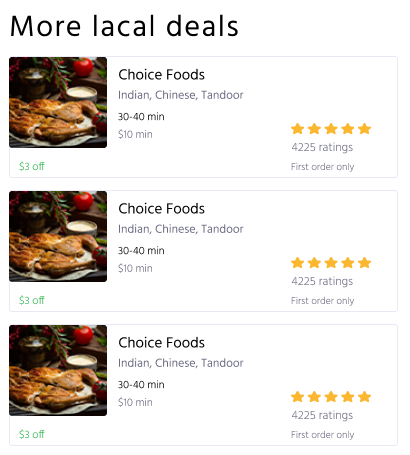 More lacal deals
Choice Foods
Indian, Chinese, Tandoor
30-40 min
$10 min
4225 ratings
$3 off
First order only
Choice Foods
Indian, Chinese, Tandoor
30-40 min
$10 min
4225 ratings
$3 off
First order only
Choice Foods
Indian, Chinese, Tandoor
30-40 min
$10 min
4225 ratings
$3 off
First order only